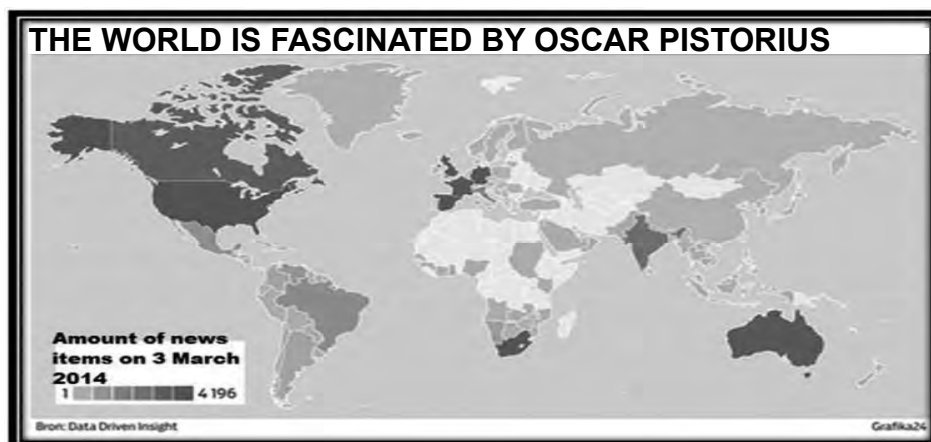 THE WORLD IS FASCINATED BY OSCAR PISTORIUS
Amount of news
items on 3 March
2014
1 4 196
Bron: Data Driven Insight
Grafika24